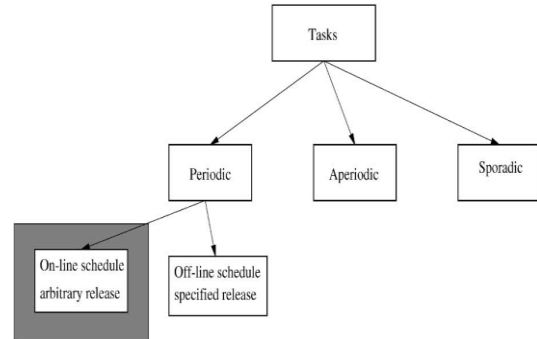 Tasks
Periodic
Aperiodic
Sporadic
On-line schedule
arbitrary release
Off-line schedule
specified release